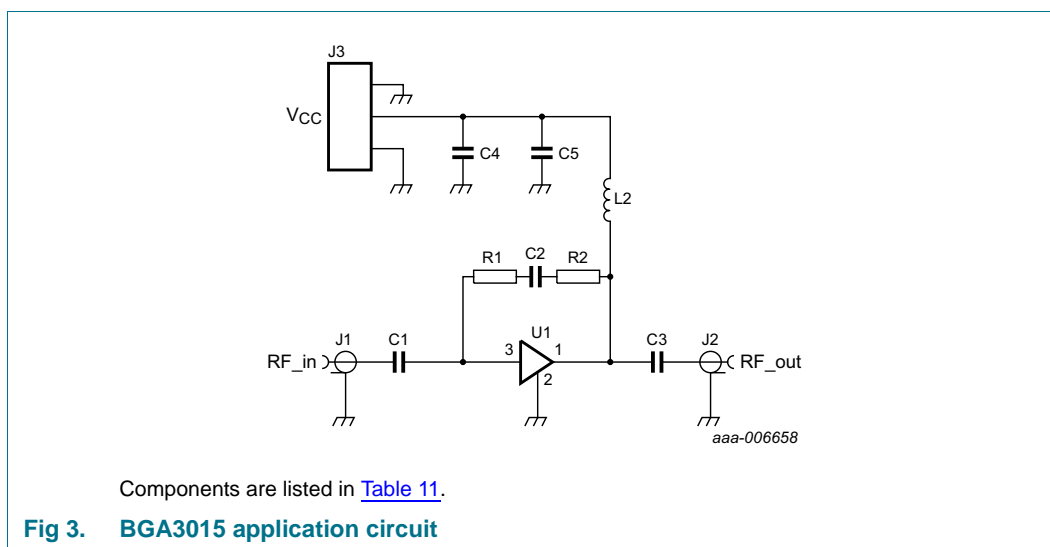 J3
VCC
C4
C5
L2
R1
C2
R2
U1
J1
C1
C3
J2
RF_in
3
1
RF_out
2
aaa-006658
Components are listed in Table 11.
Fig 3. BGA3015 application circuit